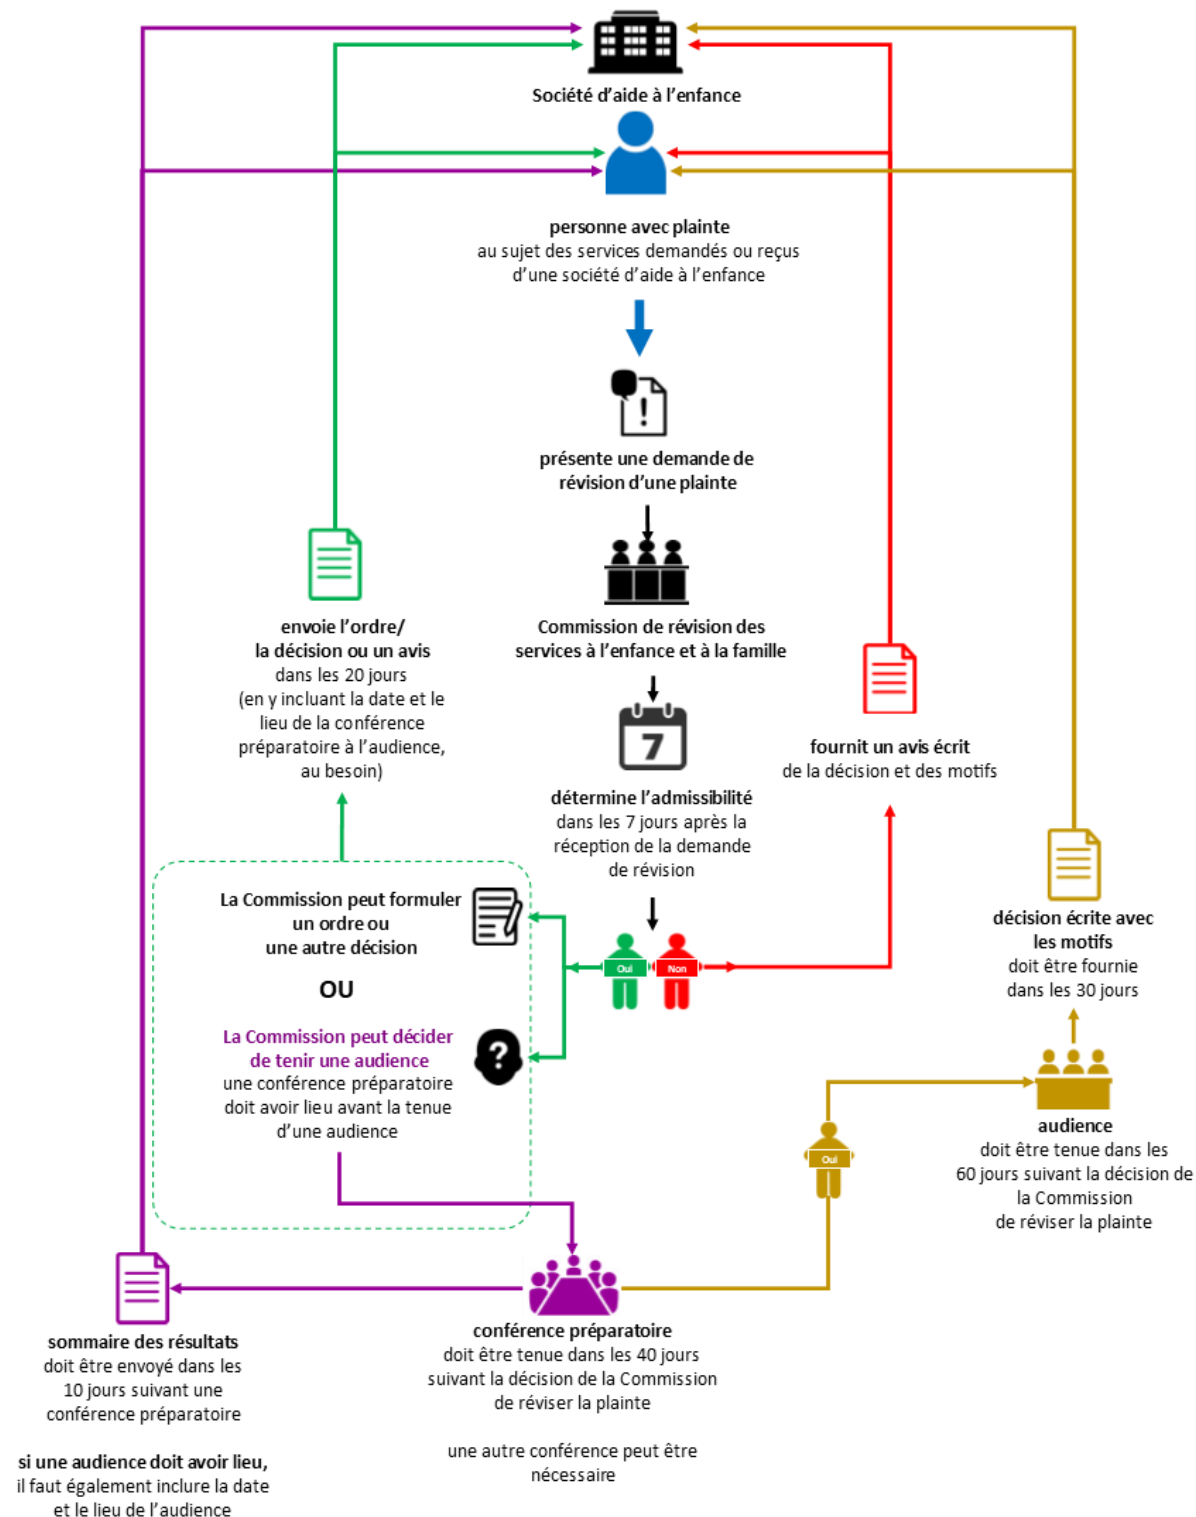 Société d’aide à l’enfance
personne avec plainte
au sujet des services demandés ou reçus
d’une société d’aide à l’enfance
présente une demande de
révision d’une plainte
Commission de révision des
services à l’enfance et à la famille
7
détermine l’admissibilité
dans les 7 jours après la
réception de la demande
de révision
Oui
Non
fournit un avis écrit
de la décision et des motifs
envoie l’ordre/
la décision ou un avis
dans les 20 jours
(en y incluant la date et le
lieu de la conférence
préparatoire à l’audience,
au besoin)
La Commission peut formuler
un ordre ou
une autre décision
OU
La Commission peut décider
de tenir une audience
une conférence préparatoire
doit avoir lieu avant la tenue
d’une audience
?
conférence préparatoire
doit être tenue dans les 40 jours
suivant la décision de la Commission
de réviser la plainte
une autre conférence peut être
nécessaire
sommaire des résultats
doit être envoyé dans les
10 jours suivant une
conférence préparatoire
si une audience doit avoir lieu,
il faut également inclure la date
et le lieu de l’audience
Oui
audience
doit être tenue dans les
60 jours suivant la décision de
la Commission
de réviser la plainte
décision écrite avec
les motifs
doit être fournie
dans les 30 jours